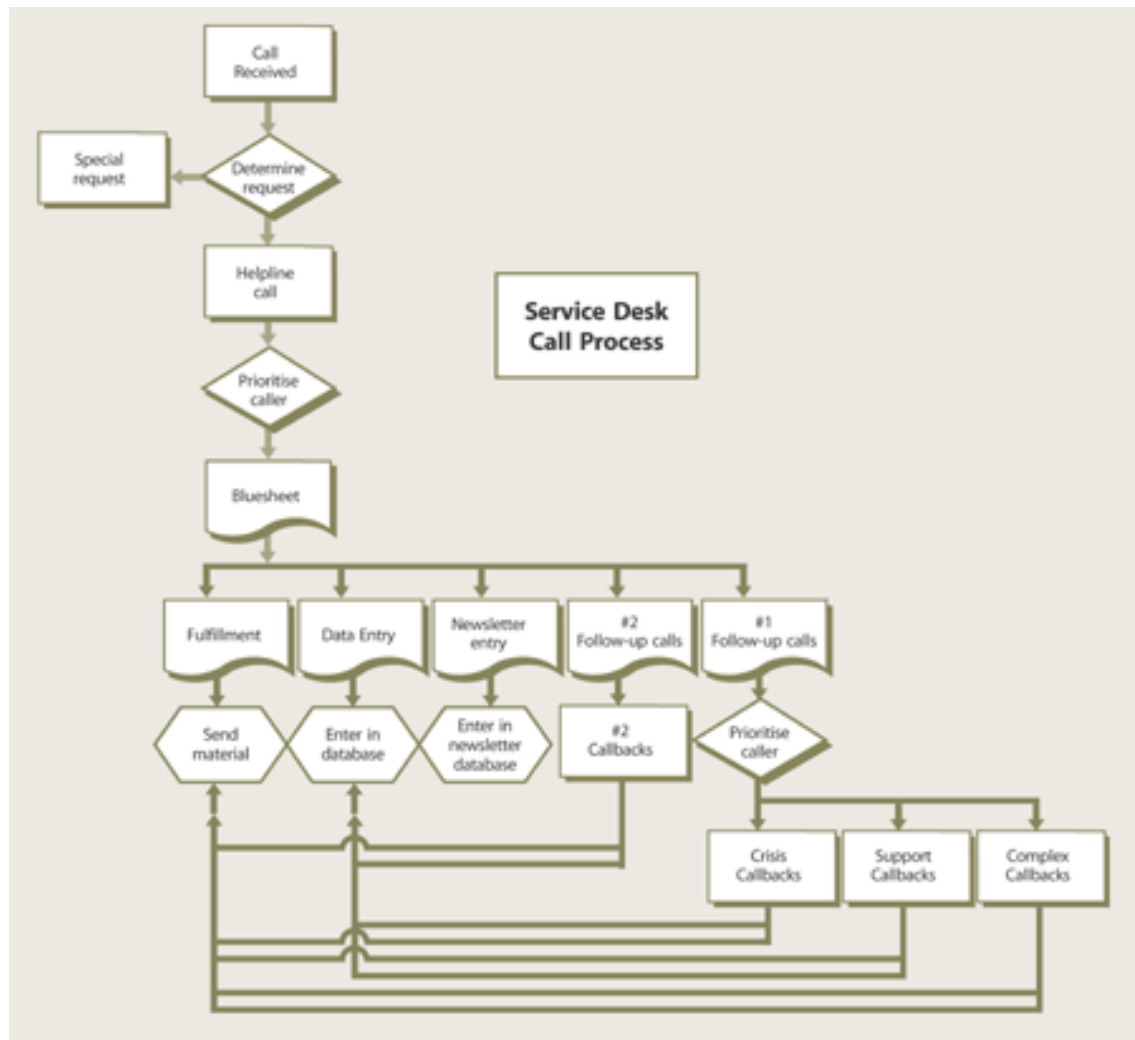 Call
Received
Special
request
Determine
request
Helpline
call
Service Desk
Call Process
Prioritise
caller
Bluesheet
Fulfillment
Data Entry
Newsletter
entry
#2
Follow-up calls
#1
Follow-up calls
Send
material
Enter in
database
Enter in
newsletter
database
#2
Callbacks
Prioritise
caller
Crisis
Callbacks
Support
Callbacks
Complex
Callbacks